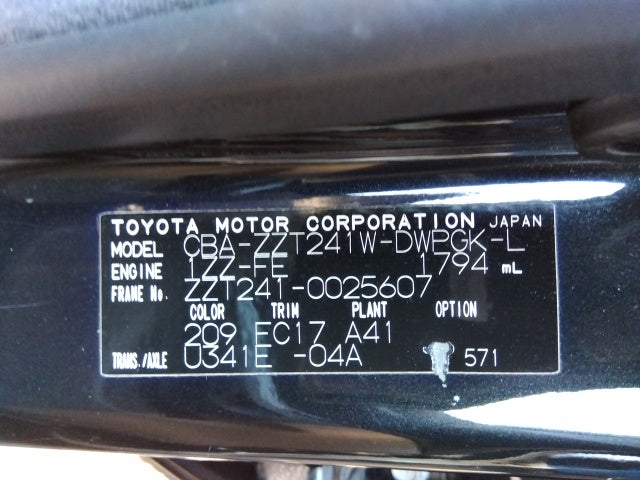 TOYOTA MOTOR CORPORATION JAPAN
MODEL CBA-ZZT241W-DWPGK-L
ENGINE 1ZZ-FE 1794 mL
FRAME No. ZZT241-0025607
COLOR TRIM PLANT OPTION
209 EC17 A41
TRANS./AXLE U341E -04A 571